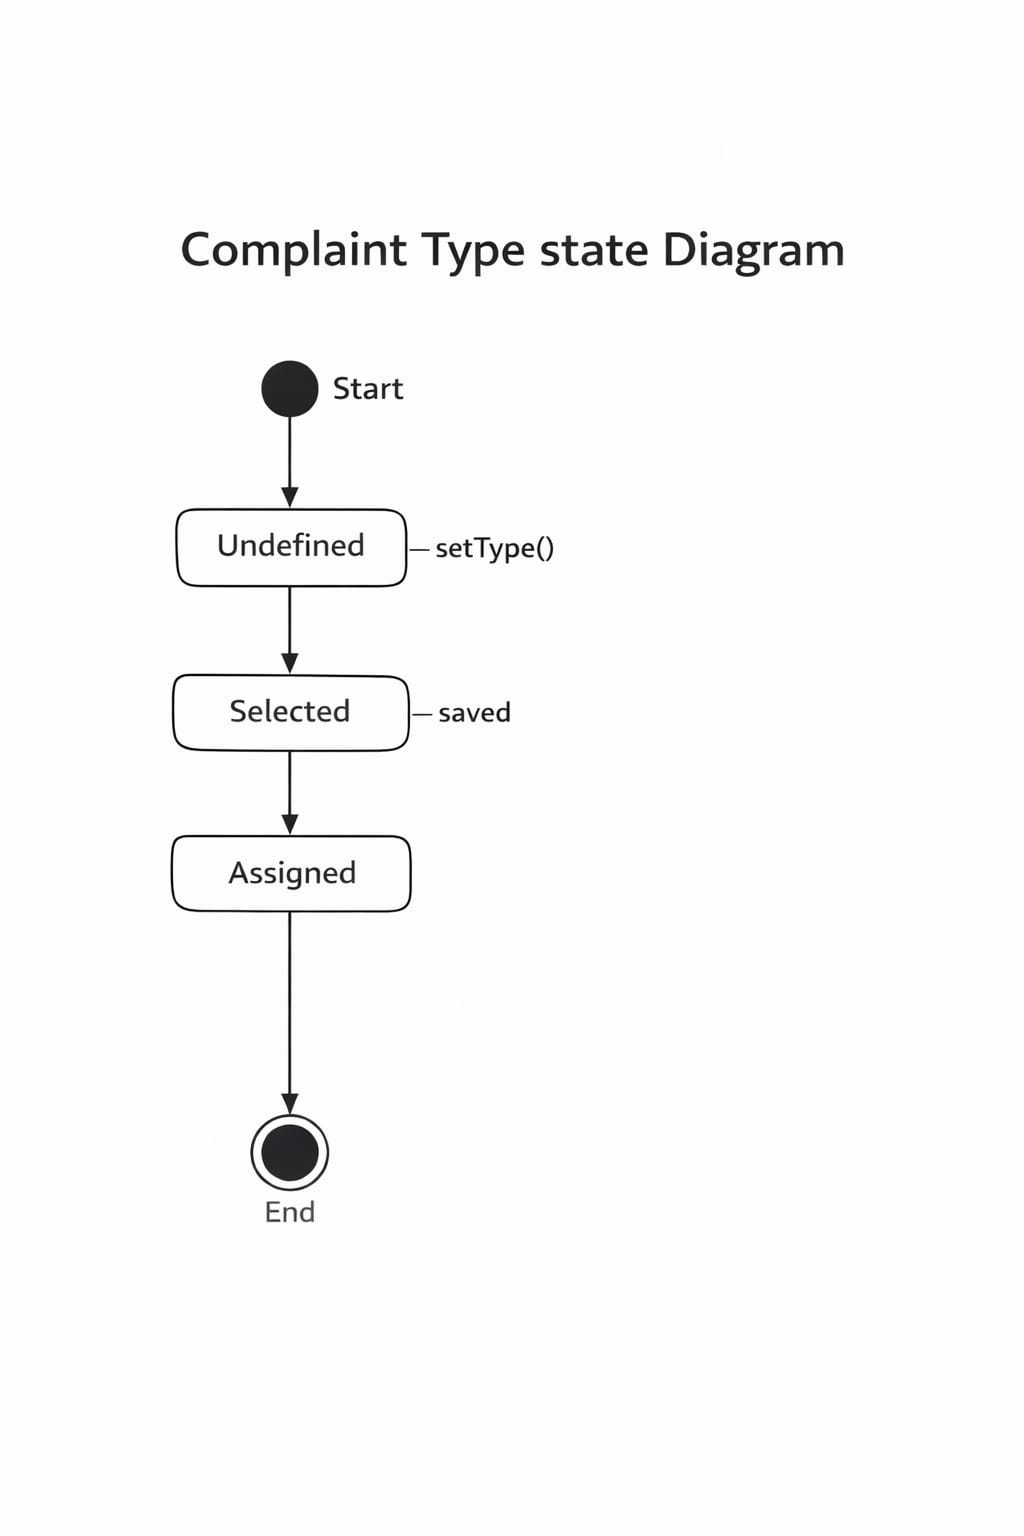 Complaint Type state Diagram
Start
Undefined
setType()
Selected
saved
Assigned
End